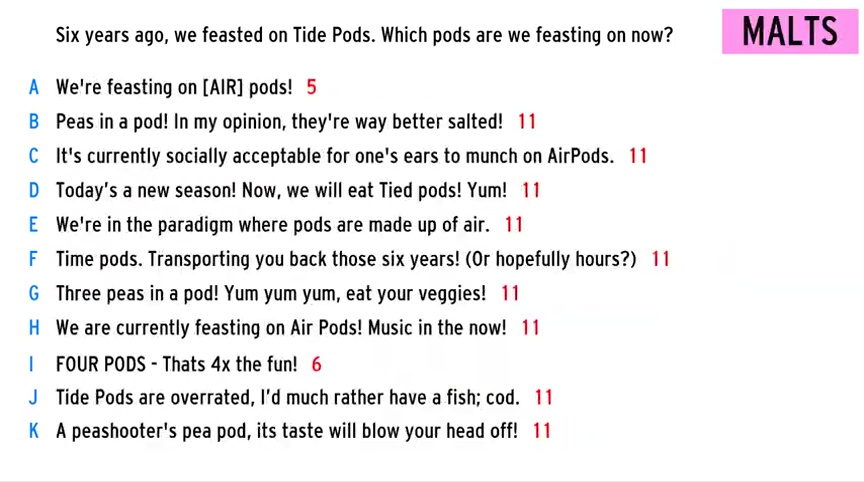 Six years ago, we feasted on Tide Pods. Which pods are we feasting on now?
MALTS
A We're feasting on [AIR] pods! 5
B Peas in a pod! In my opinion, they're way better salted! 11
C It's currently socially acceptable for one's ears to munch on AirPods. 11
D Today's a new season! Now, we will eat Tied pods! Yum! 11
E We're in the paradigm where pods are made up of air. 11
F Time pods. Transporting you back those six years! (Or hopefully hours?) 11
G Three peas in a pod! Yum yum yum, eat your veggies! 11
H We are currently feasting on Air Pods! Music in the now! 11
I FOUR PODS - Thats 4x the fun! 6
J Tide Pods are overrated, I'd much rather have a fish; cod. 11
K A peashooter's pea pod, its taste will blow your head off! 11